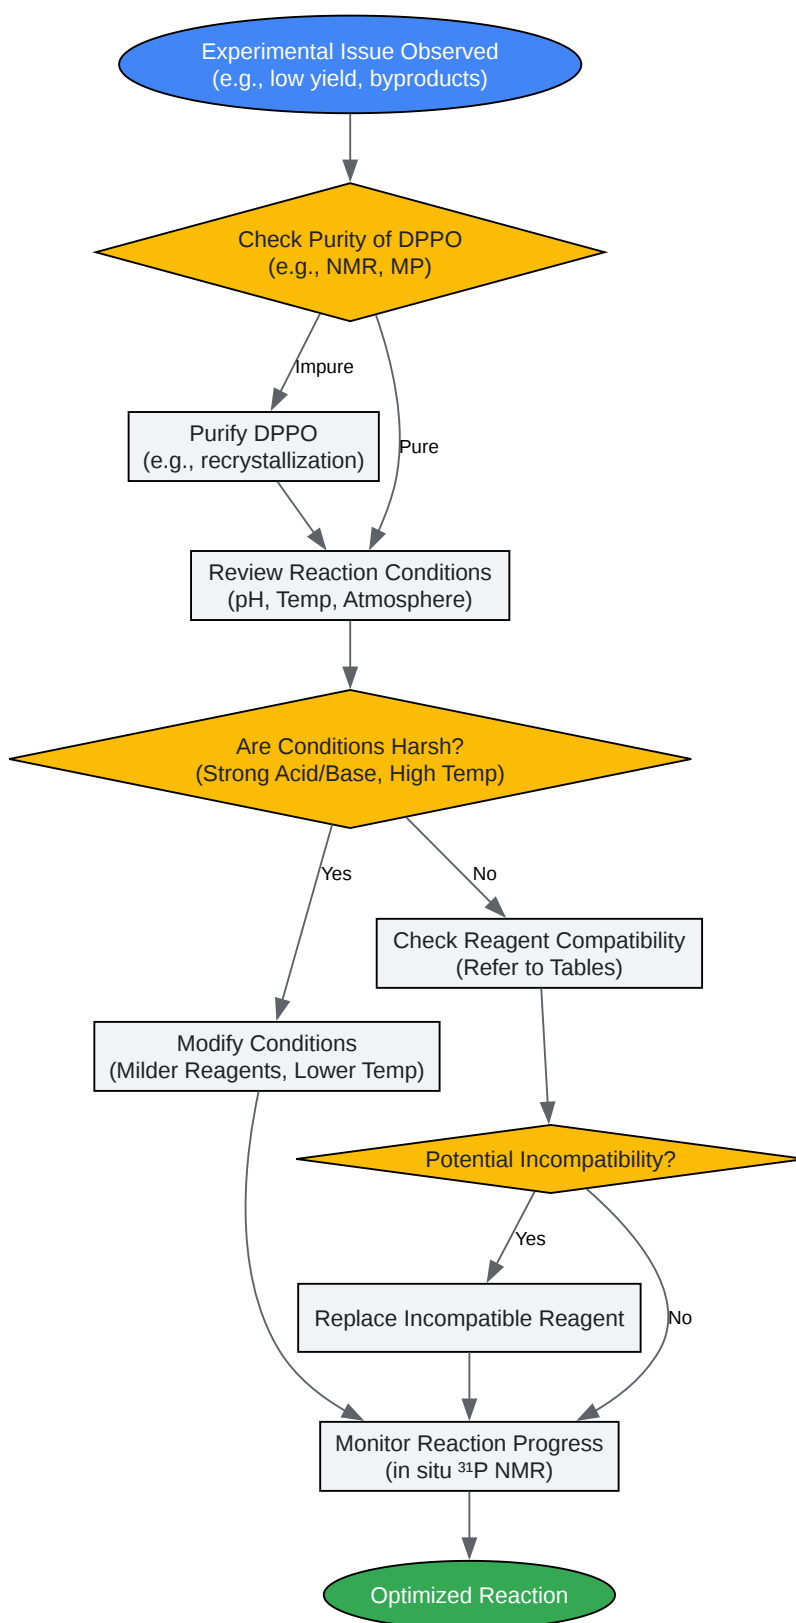 Experimental Issue Observed
(e.g., low yield, byproducts)
Check Purity of DPPO
(e.g., NMR, MP)
Impure
Purify DPPO
(e.g., recrystallization)
Pure
Review Reaction Conditions
(pH, Temp, Atmosphere)
Are Conditions Harsh?
(Strong Acid/Base, High Temp)
Yes
No
Check Reagent Compatibility
(Refer to Tables)
Modify Conditions
(Milder Reagents, Lower Temp)
Potential Incompatibility?
Yes
Replace Incompatible Reagent
No
Monitor Reaction Progress
(in situ ³¹P NMR)
Optimized Reaction